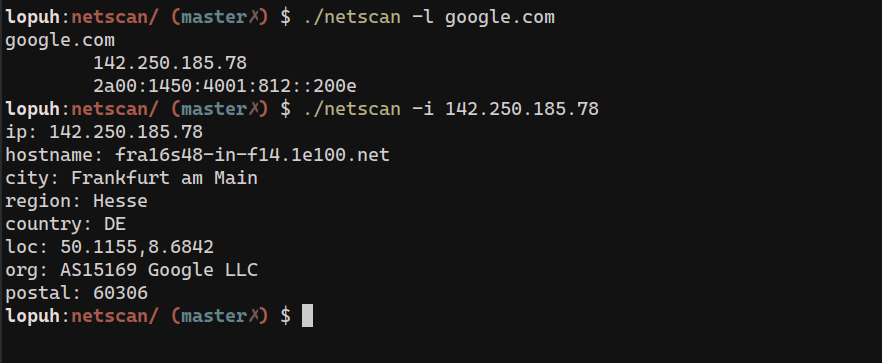 lopuh:netscan/ (master✗) $ ./netscan -l google.com
google.com
        142.250.185.78
        2a00:1450:4001:812::200e
lopuh:netscan/ (master✗) $ ./netscan -i 142.250.185.78
ip: 142.250.185.78
hostname: fra16s48-in-f14.1e100.net
city: Frankfurt am Main
region: Hesse
country: DE
loc: 50.1155,8.6842
org: AS15169 Google LLC
postal: 60306
lopuh:netscan/ (master✗) $